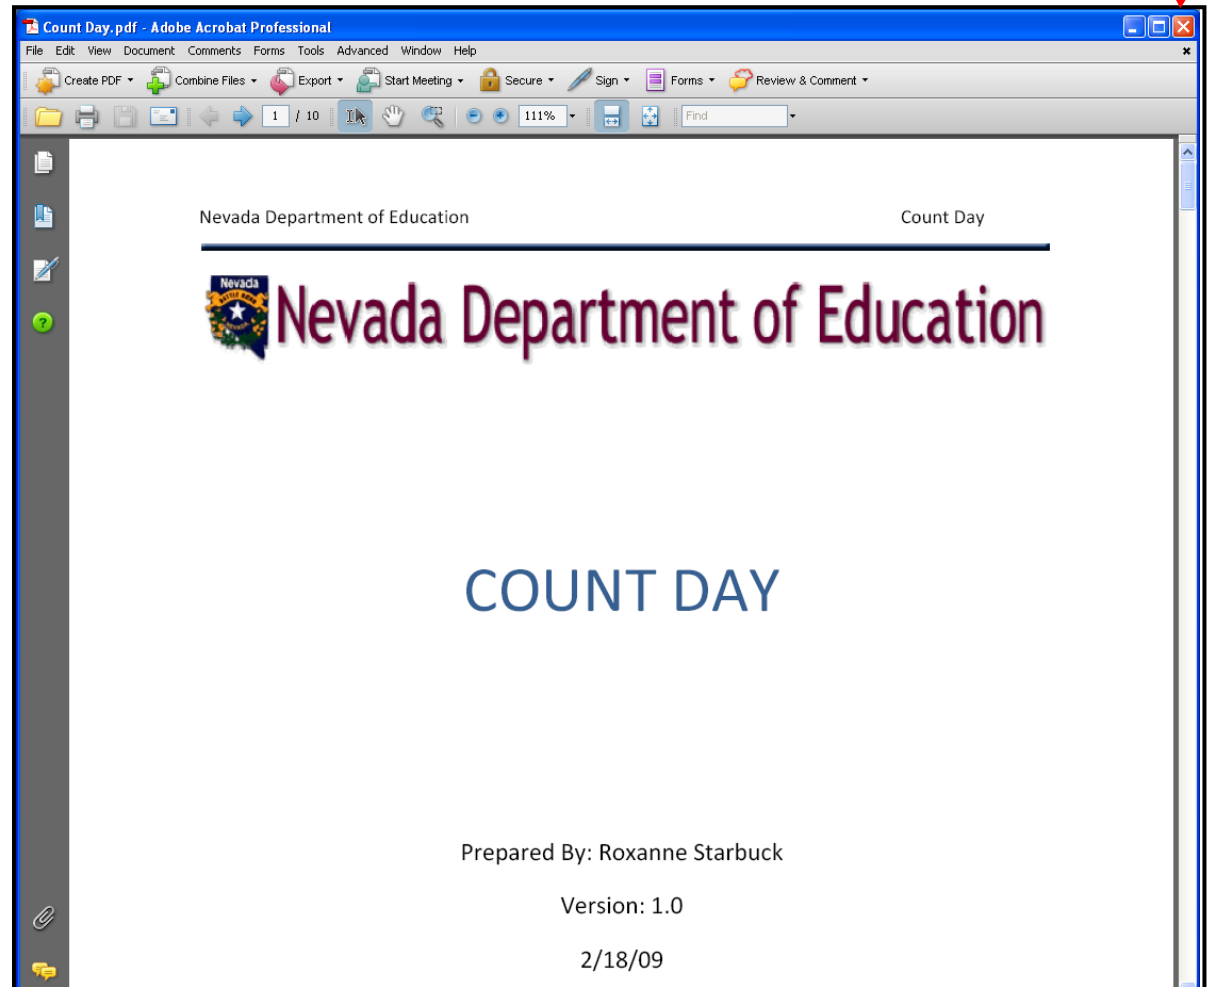 Count Day.pdf - Adobe Acrobat Professional
File Edit View Document Comments Forms Tools Advanced Window Help
Create PDF Combine Files Export Start Meeting Secure Sign Forms Review & Comment
1 / 10 111% Find
Nevada Department of Education Count Day
Nevada
BATTLE BORN
Nevada Department of Education
COUNT DAY
Prepared By: Roxanne Starbuck
Version: 1.0
2/18/09